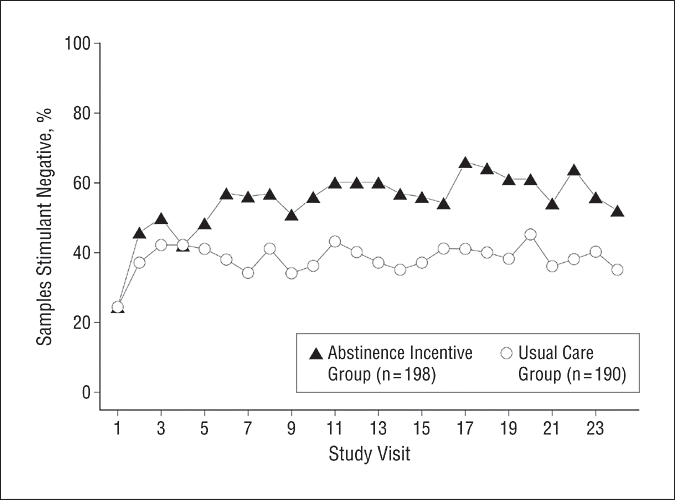 100
80
60
40
20
0
Samples Stimulant Negative, %
Abstinence Incentive
Group (n=198)
Usual Care
Group (n=190)
1 3 5 7 9 11 13 15 17 19 21 23
Study Visit